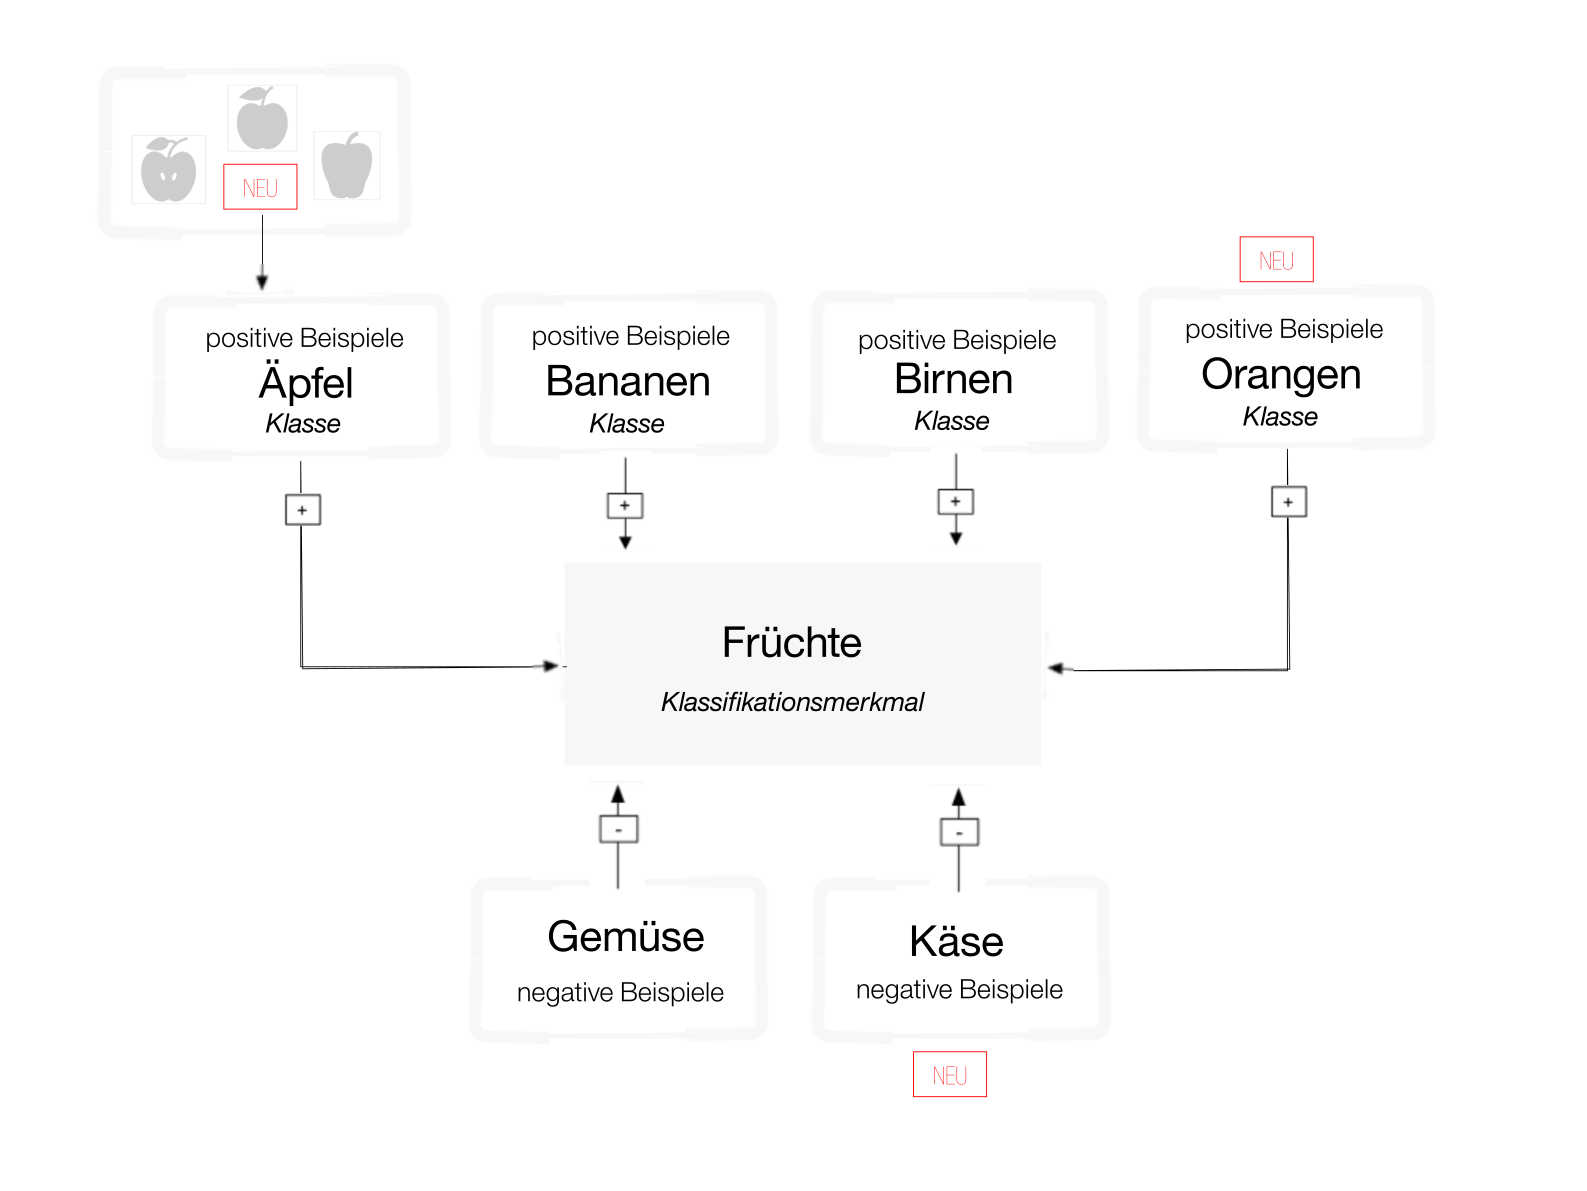 NEU
NEU
positive Beispiele
Äpfel
Klasse
positive Beispiele
Bananen
Klasse
positive Beispiele
Birnen
Klasse
positive Beispiele
Orangen
Klasse
+
+
+
+
Früchte
Klassifikationsmerkmal
-
-
Gemüse
negative Beispiele
Käse
negative Beispiele
NEU